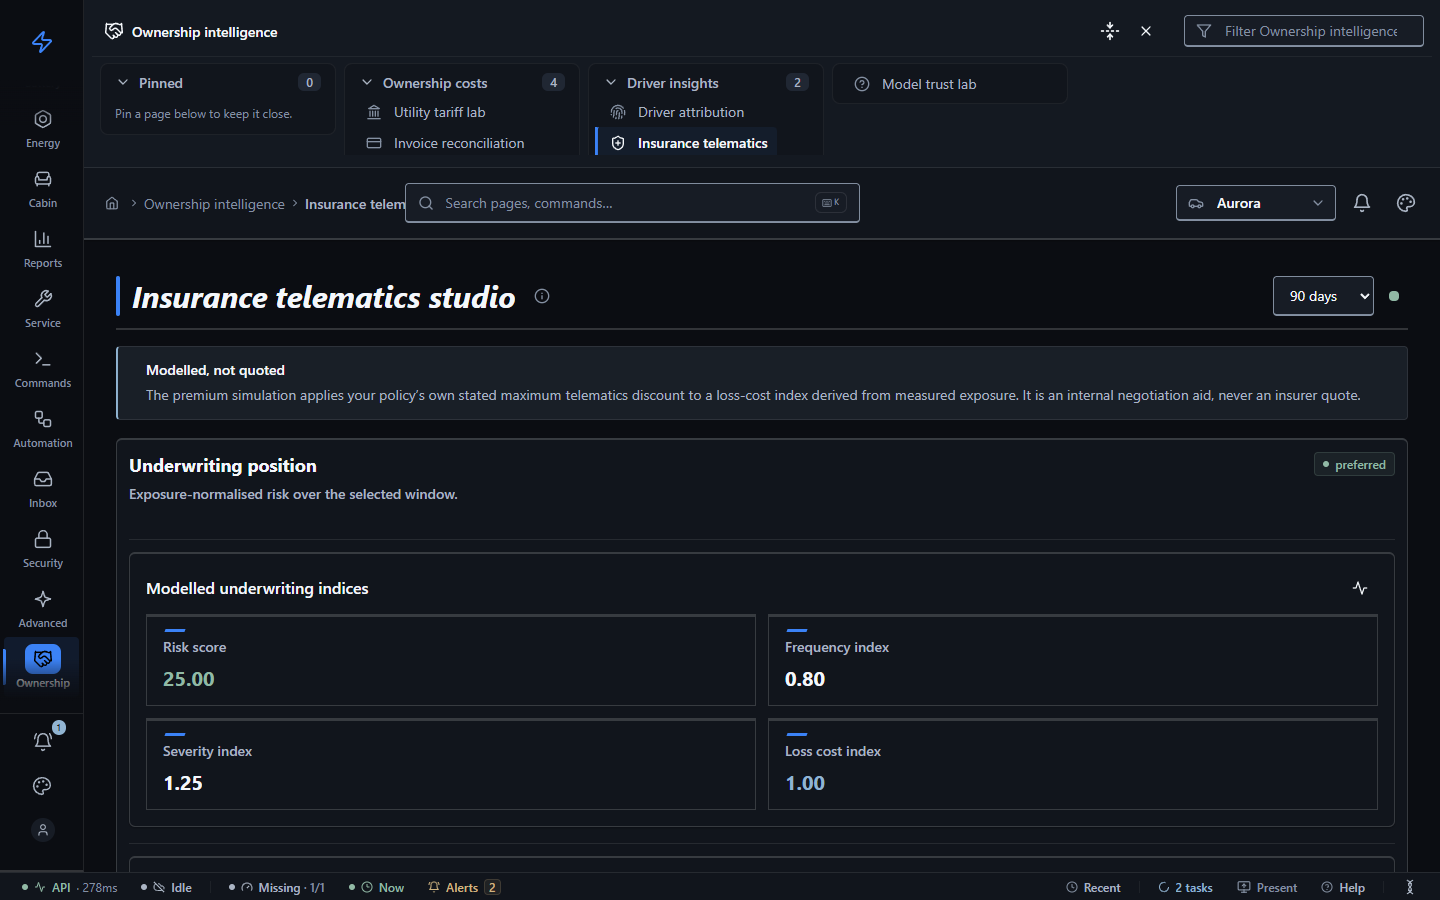 Ownership intelligence
Filter Ownership intelligence
Pinned 0
Pin a page below to keep it close.
Ownership costs 4
Utility tariff lab
Invoice reconciliation
Driver insights 2
Driver attribution
Insurance telematics
Model trust lab
Energy
Cabin
Reports
Service
Commands
Automation
Inbox
Security
Advanced
Ownership
1
Ownership intelligence Insurance telem
Search pages, commands... K
Aurora
Insurance telematics studio
90 days
Modelled, not quoted
The premium simulation applies your policy’s own stated maximum telematics discount to a loss-cost index derived from measured exposure. It is an internal negotiation aid, never an insurer quote.
Underwriting position
preferred
Exposure-normalised risk over the selected window.
Modelled underwriting indices
Risk score
25.00
Frequency index
0.80
Severity index
1.25
Loss cost index
1.00
API · 278ms Idle Missing · 1/1 Now Alerts 2 Recent 2 tasks Present Help